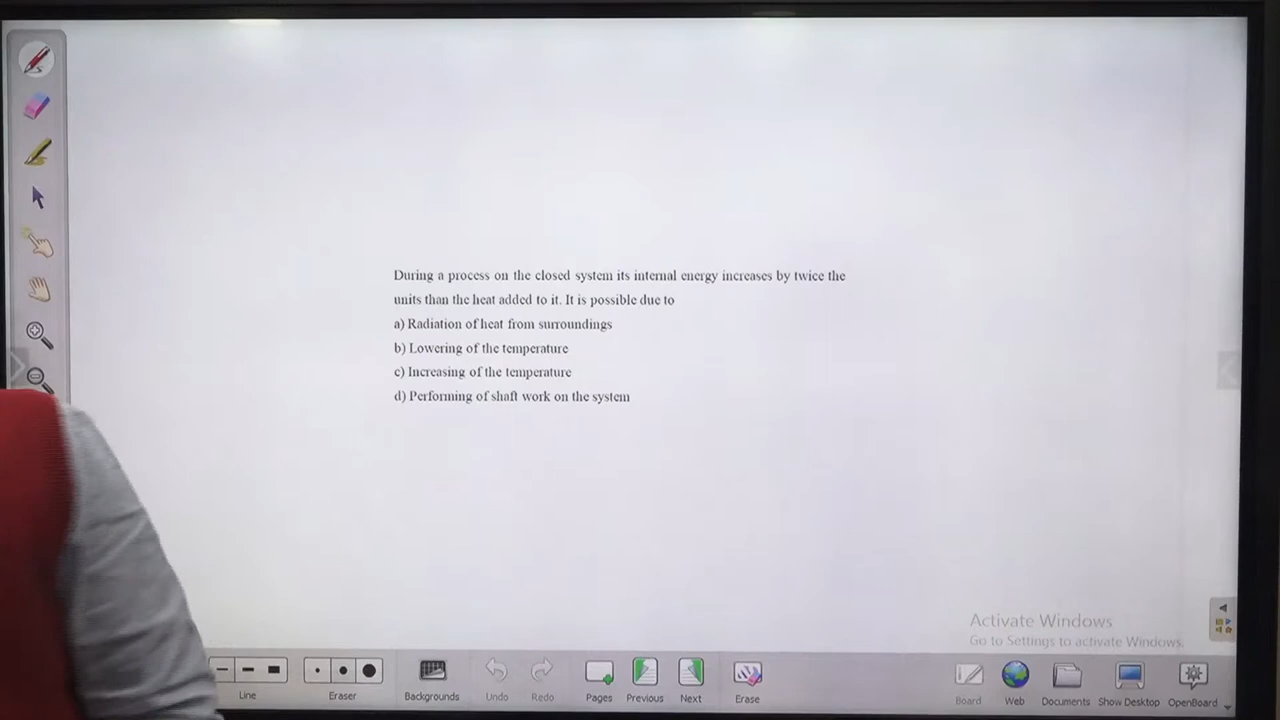 During a process on the closed system its internal energy increases by twice the
units than the heat added to it. It is possible due to
a) Radiation of heat from surroundings
b) Lowering of the temperature
c) Increasing of the temperature
d) Performing of shaft work on the system
Activate Windows
Go to Settings to activate Windows.
Line
Eraser
Backgrounds
Undo
Redo
Pages
Previous
Next
Erase
Board
Web
Documents
Show Desktop
OpenBoard